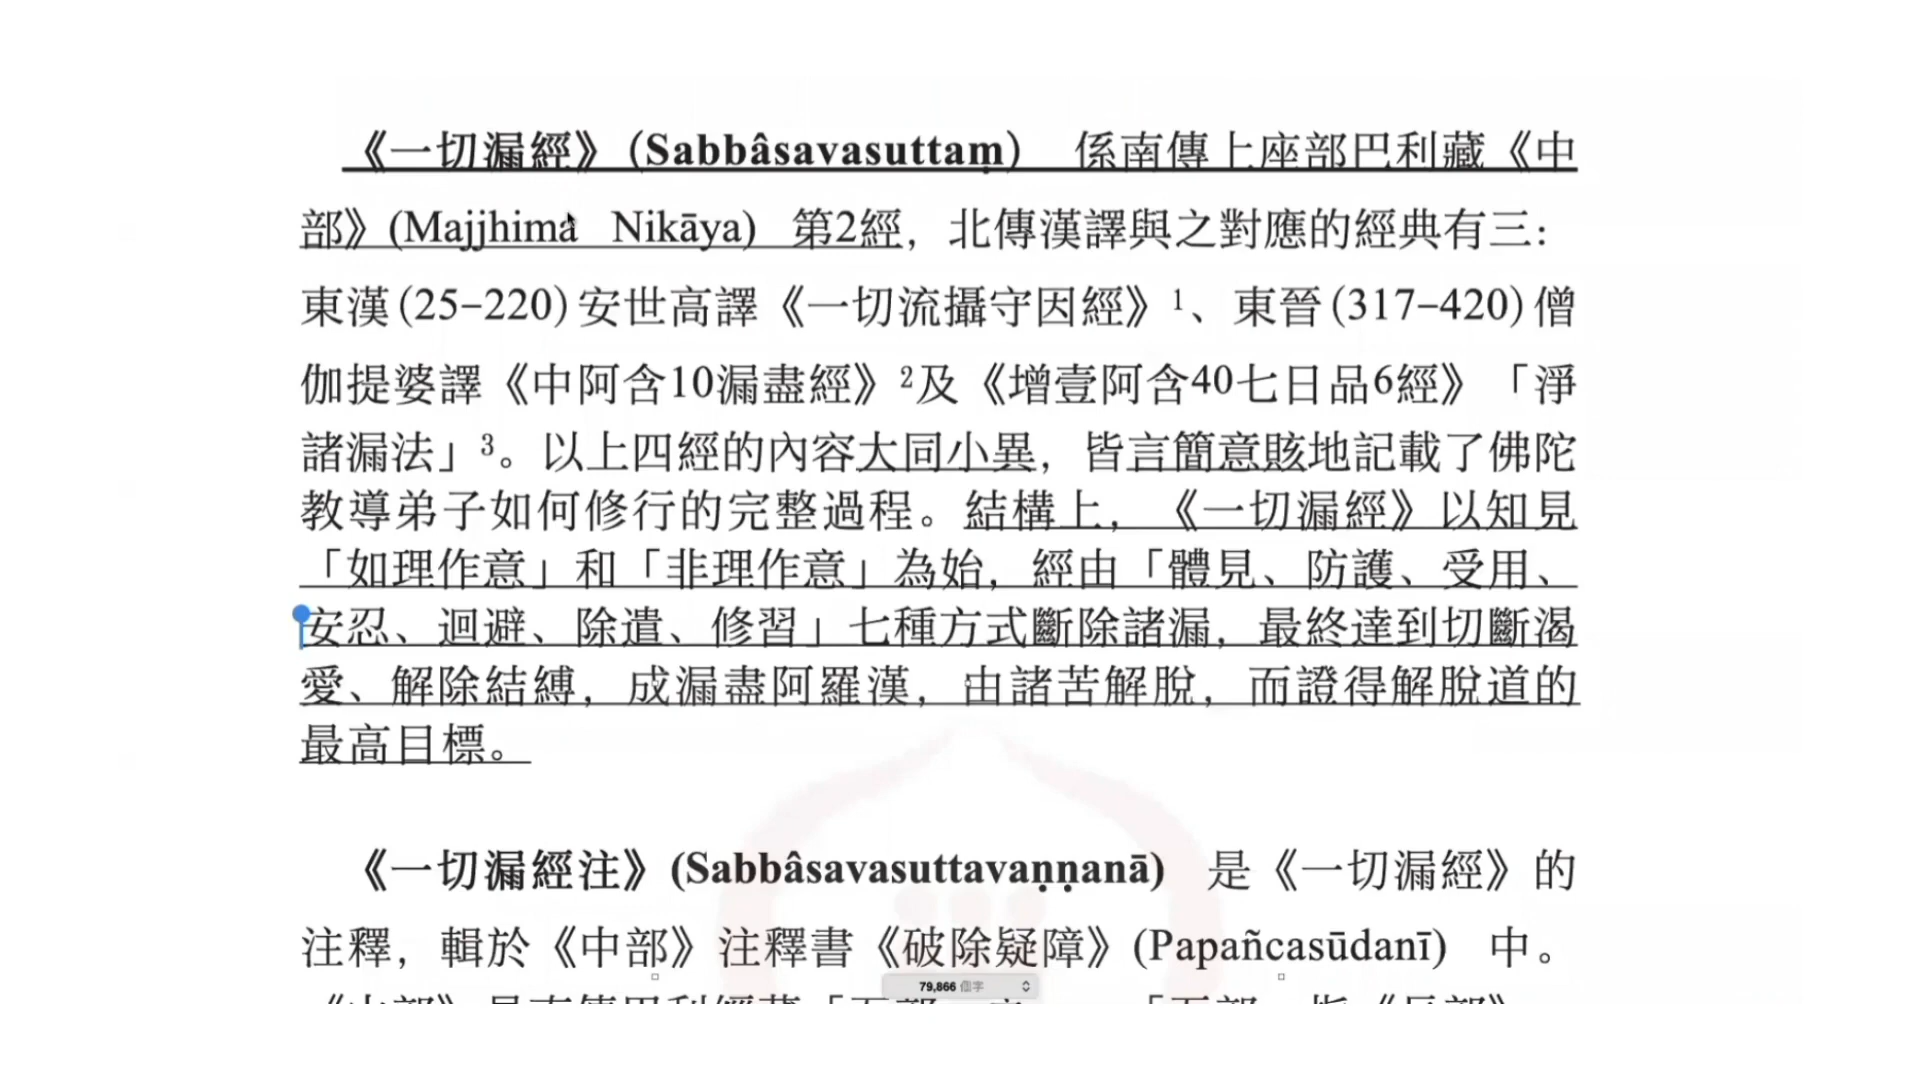 《一切漏經》(Sabbâsavasuttaṃ) 係南傳上座部巴利藏《中
部》(Majjhima Nikāya) 第2經，北傳漢譯與之對應的經典有三：
東漢(25–220)安世高譯《一切流攝守因經》1、東晉(317–420)僧
伽提婆譯《中阿含10漏盡經》2及《增壹阿含40七日品6經》「淨
諸漏法」3。以上四經的內容大同小異，皆言簡意賅地記載了佛陀
教導弟子如何修行的完整過程。結構上，《一切漏經》以知見
「如理作意」和「非理作意」為始，經由「體見、防護、受用、
安忍、迴避、除遣、修習」七種方式斷除諸漏，最終達到切斷渴
愛、解除結縛，成漏盡阿羅漢，由諸苦解脫，而證得解脫道的
最高目標。
《一切漏經注》(Sabbâsavasuttavaṇṇanā) 是《一切漏經》的
注釋，輯於《中部》注釋書《破除疑障》(Papañcasūdanī) 中。
79,866 個字